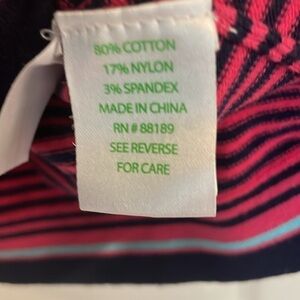 80% COTTON
17% NYLON
3% SPANDEX
MADE IN CHINA
RN # 88189
SEE REVERSE
FOR CARE